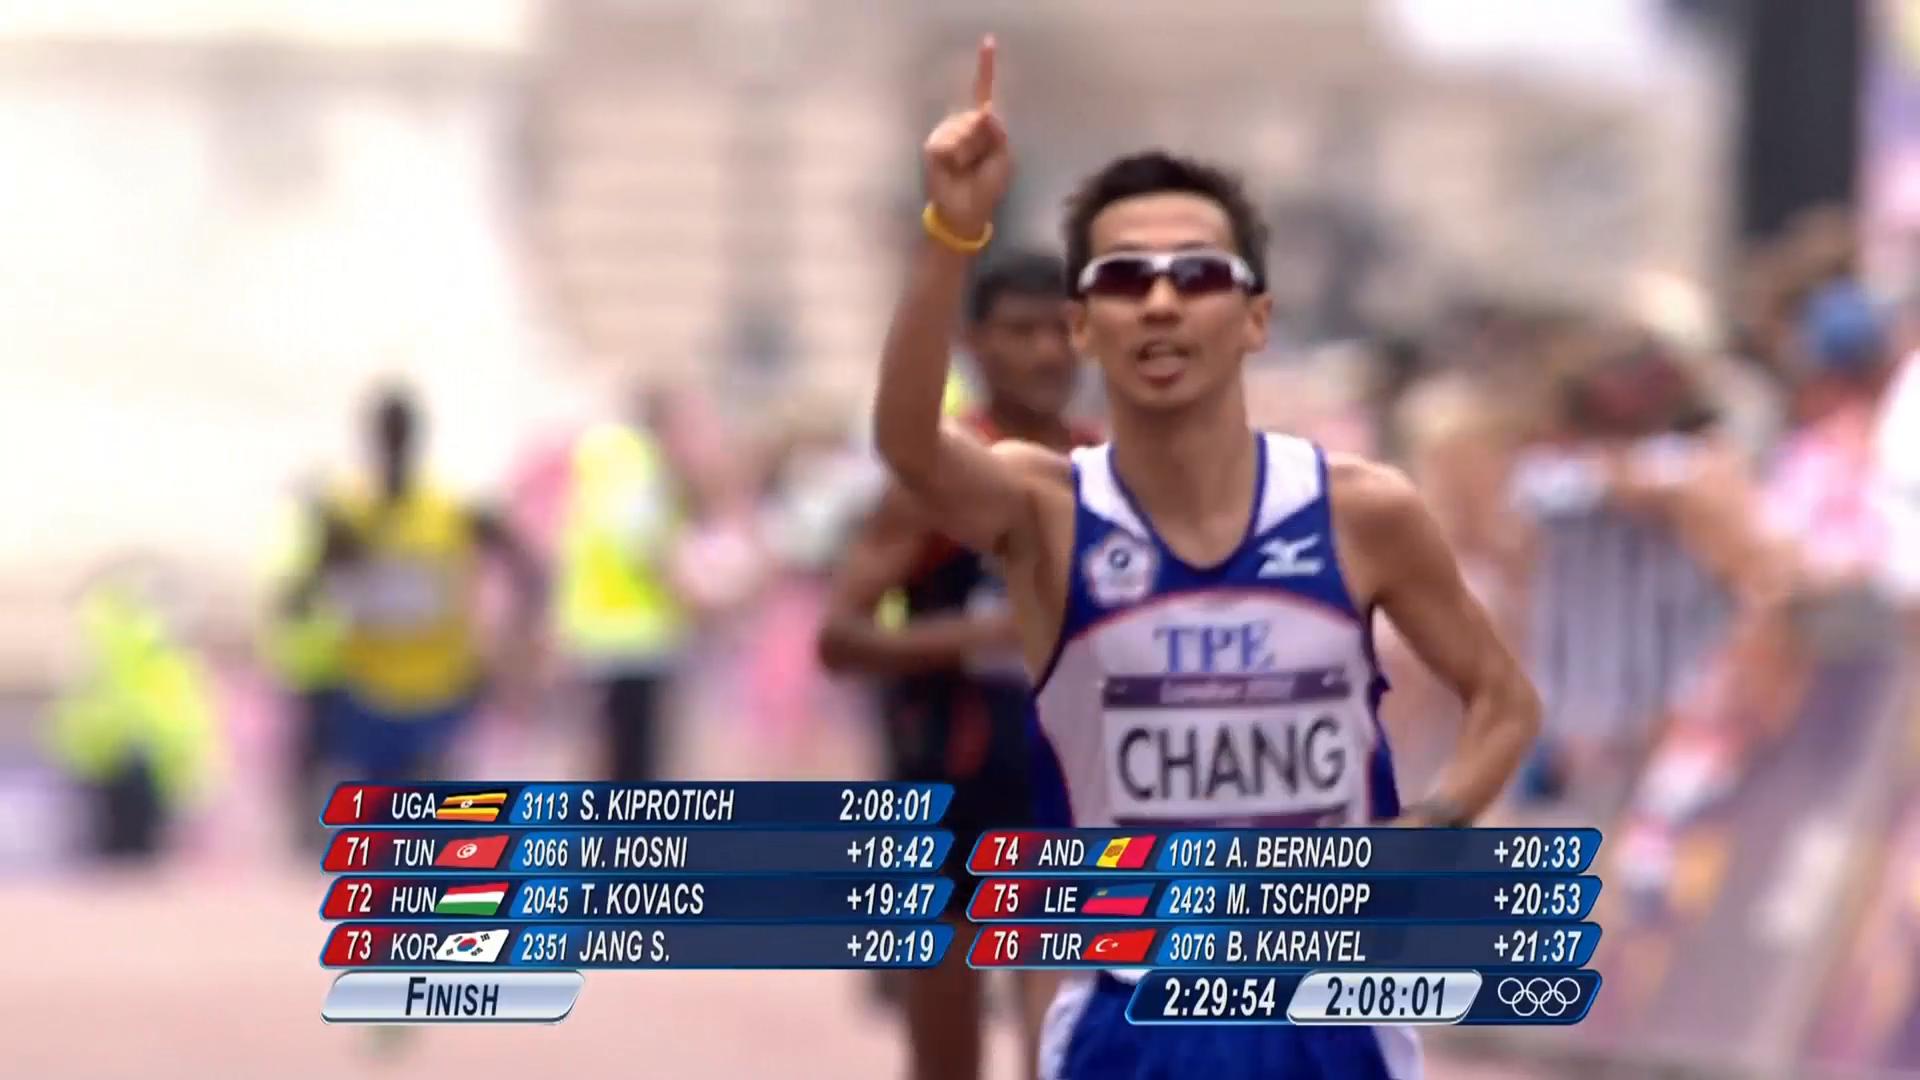 TPE
London 2012
CHANG
1 UGA 3113 S. KIPROTICH 2:08:01
71 TUN 3066 W. HOSNI +18:42
72 HUN 2045 T. KOVACS +19:47
73 KOR 2351 JANG S. +20:19
74 AND 1012 A. BERNADO +20:33
75 LIE 2423 M. TSCHOPP +20:53
76 TUR 3076 B. KARAYEL +21:37
FINISH
2:29:54 2:08:01